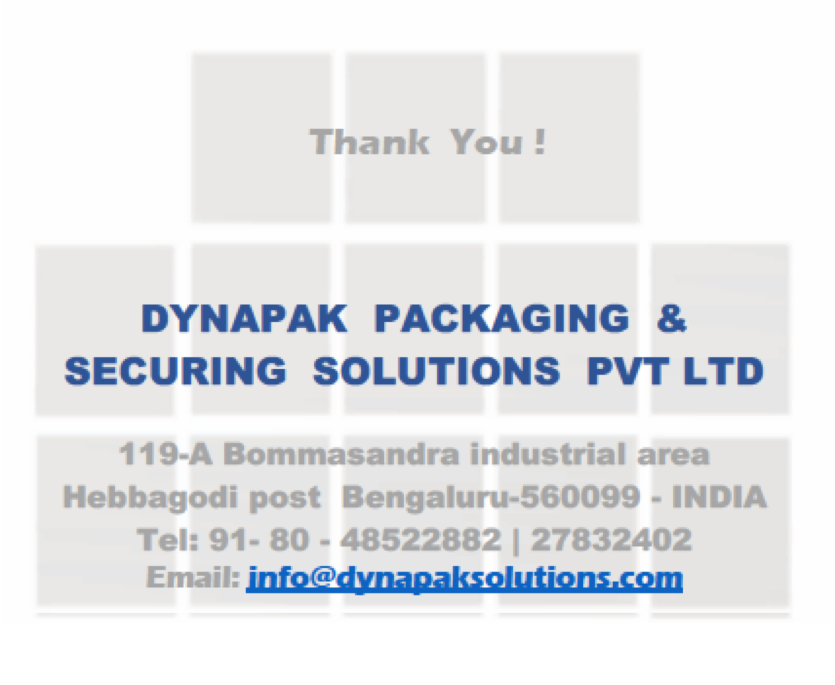 Thank You !
DYNAPAK PACKAGING &
SECURING SOLUTIONS PVT LTD
119-A Bommasandra industrial area
Hebbagodi post Bengaluru-560099 - INDIA
Tel: 91- 80 - 48522882 | 27832402
Email: info@dynapaksolutions.com